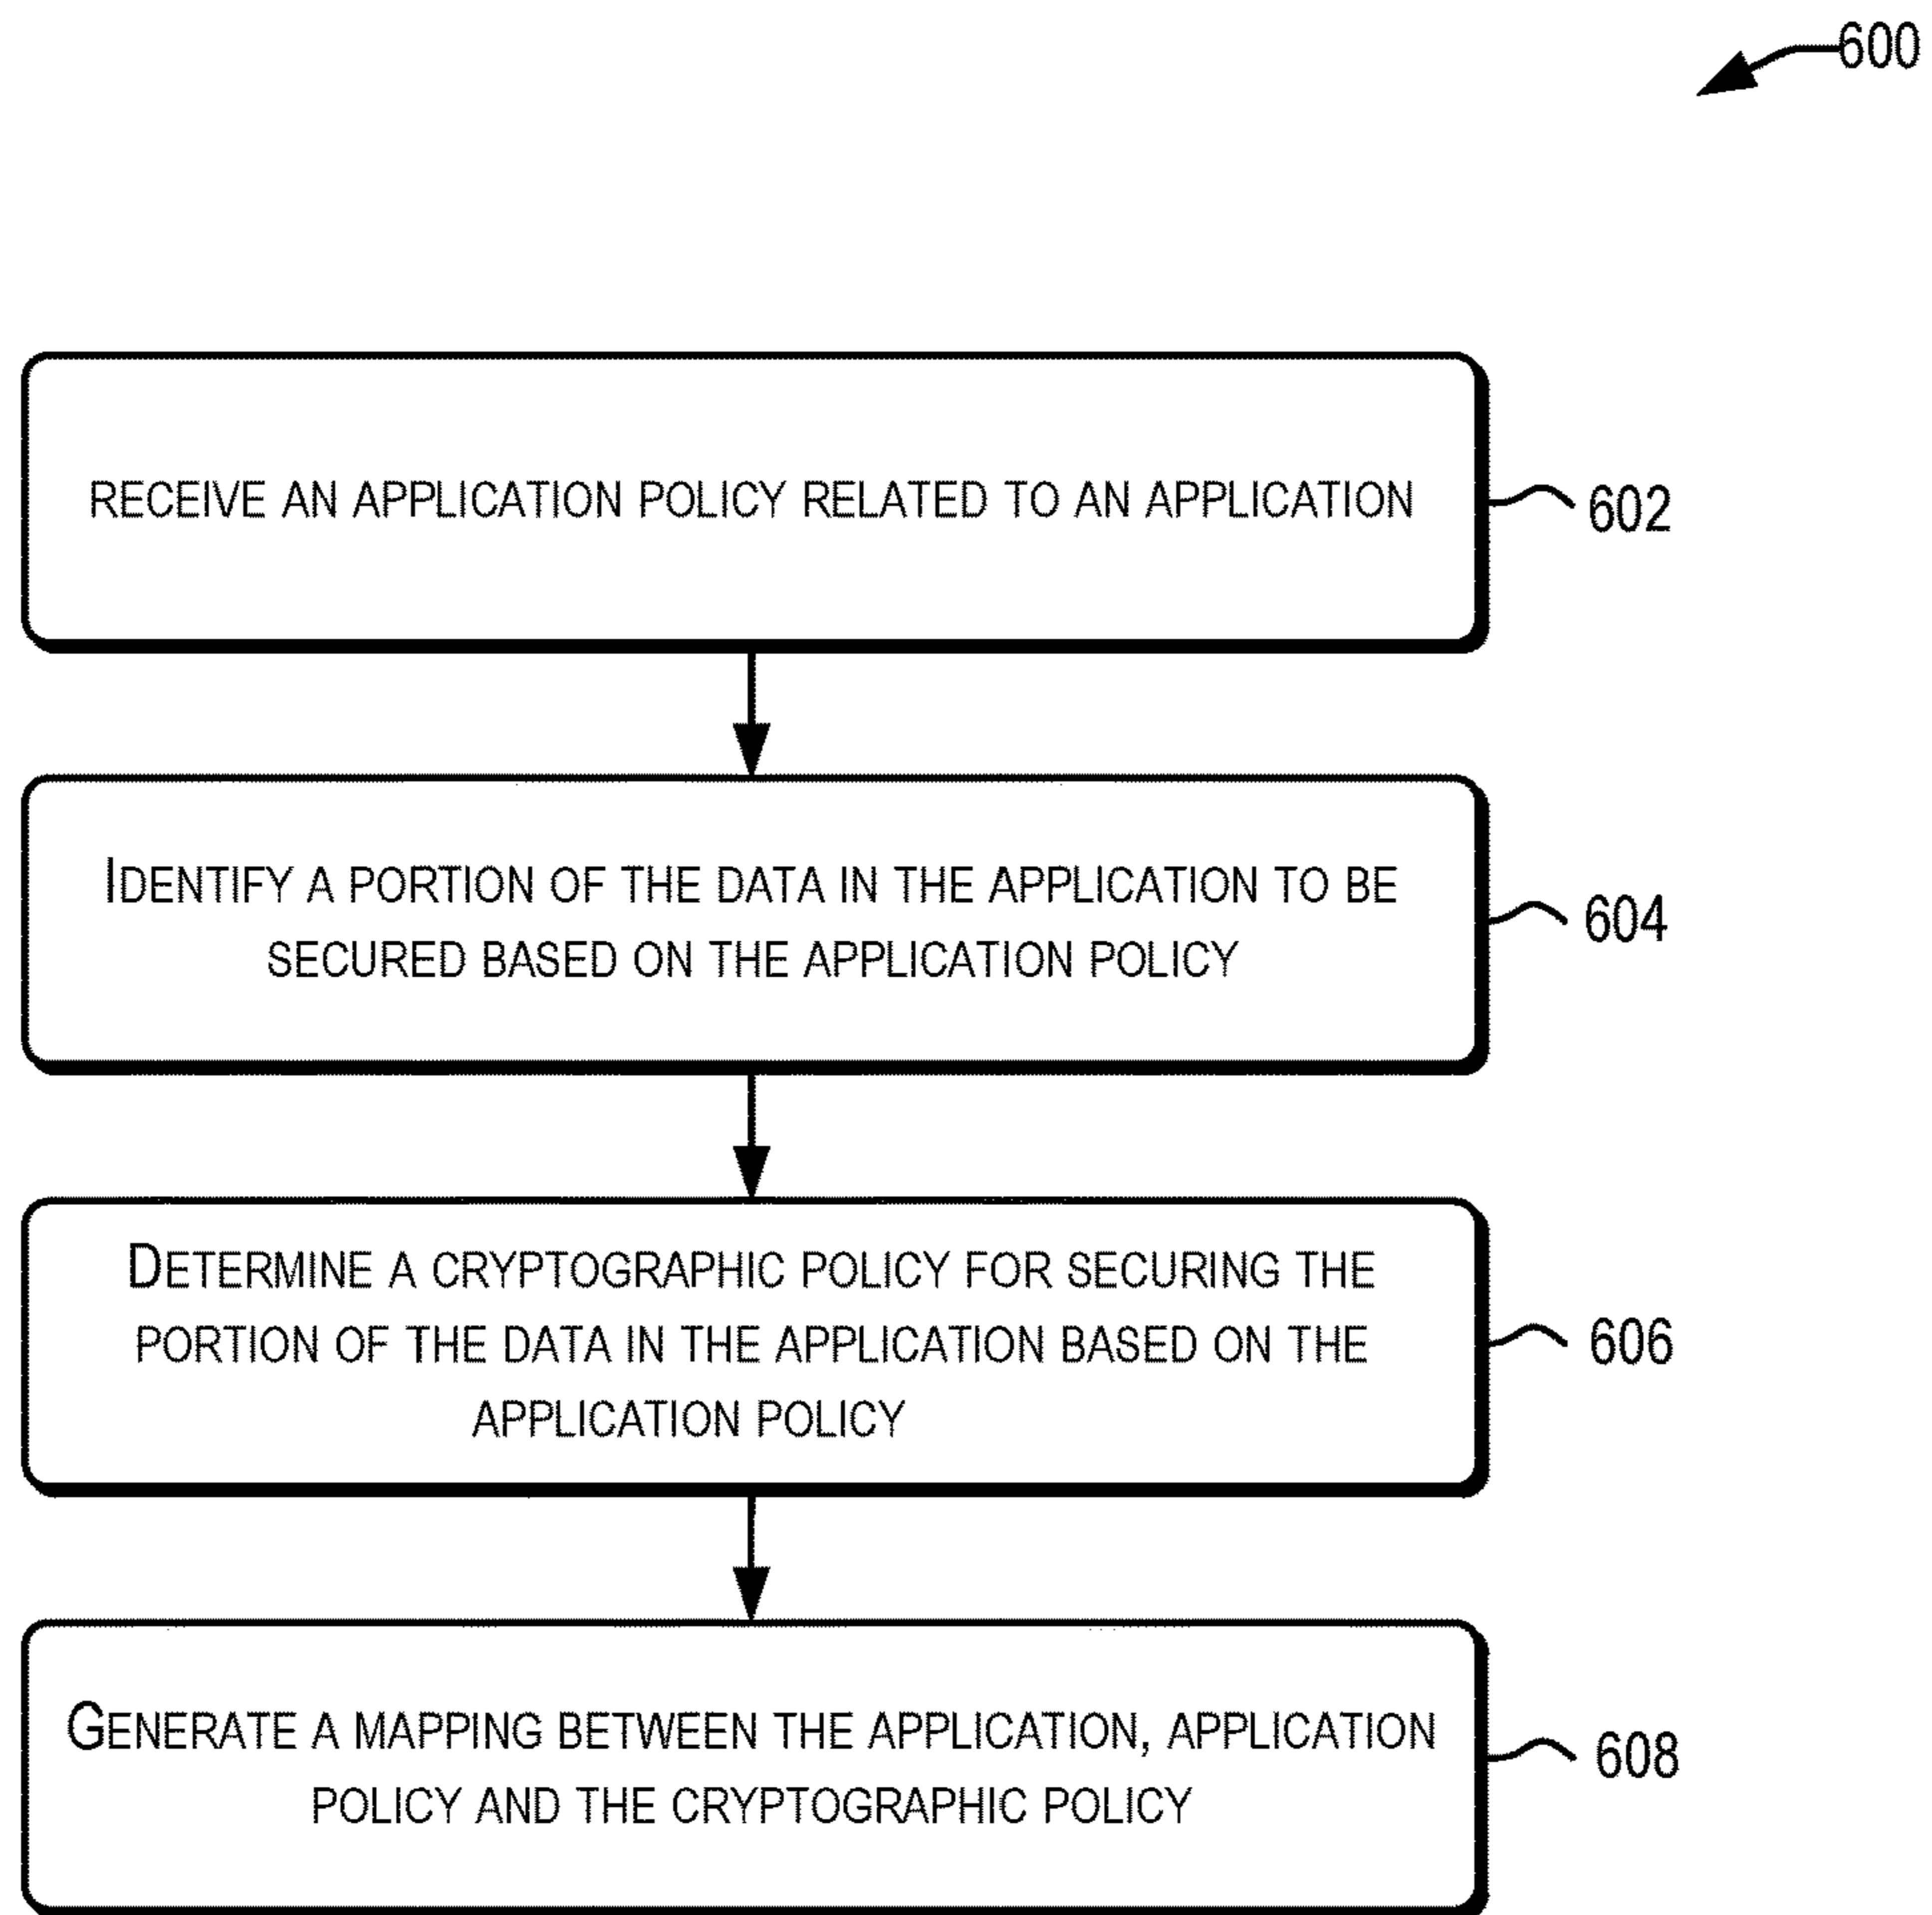 600
RECEIVE AN APPLICATION POLICY RELATED TO AN APPLICATION
602
IDENTIFY A PORTION OF THE DATA IN THE APPLICATION TO BE
SECURED BASED ON THE APPLICATION POLICY
604
DETERMINE A CRYPTOGRAPHIC POLICY FOR SECURING THE
PORTION OF THE DATA IN THE APPLICATION BASED ON THE
APPLICATION POLICY
606
GENERATE A MAPPING BETWEEN THE APPLICATION, APPLICATION
POLICY AND THE CRYPTOGRAPHIC POLICY
608